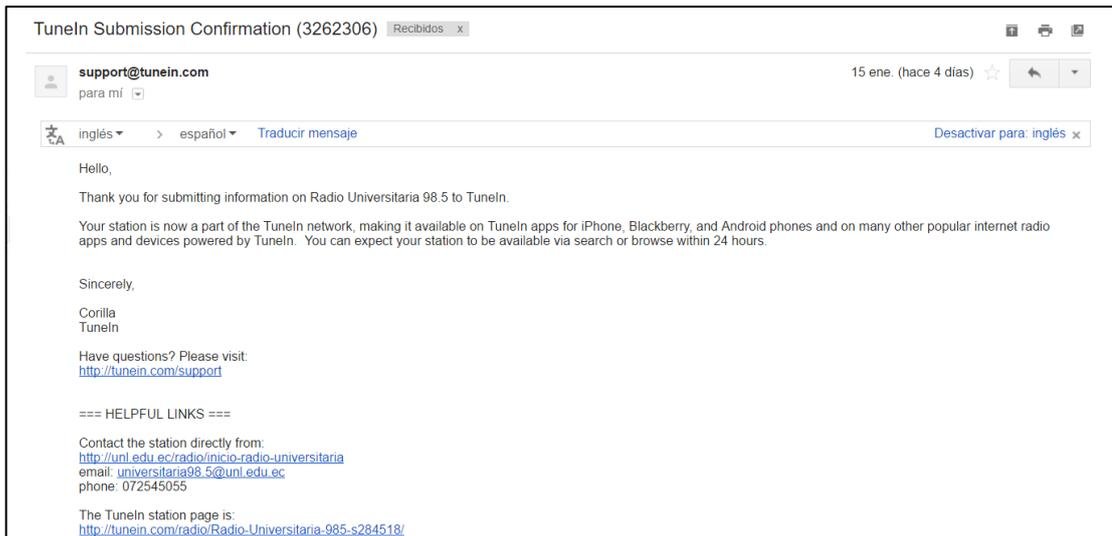 TuneIn Submission Confirmation (3262306) Recibidos x
support@tunein.com 15 ene. (hace 4 días)
para mí
inglés > español Traducir mensaje Desactivar para: inglés x
Hello,
Thank you for submitting information on Radio Universitaria 98.5 to TuneIn.
Your station is now a part of the TuneIn network, making it available on TuneIn apps for iPhone, Blackberry, and Android phones and on many other popular internet radio
apps and devices powered by TuneIn.  You can expect your station to be available via search or browse within 24 hours.
Sincerely,
Corilla
TuneIn
Have questions? Please visit:
http://tunein.com/support
=== HELPFUL LINKS ===
Contact the station directly from:
http://unl.edu.ec/radio/inicio-radio-universitaria
email: universitaria98.5@unl.edu.ec
phone: 072545055
The TuneIn station page is:
http://tunein.com/radio/Radio-Universitaria-985-s284518/